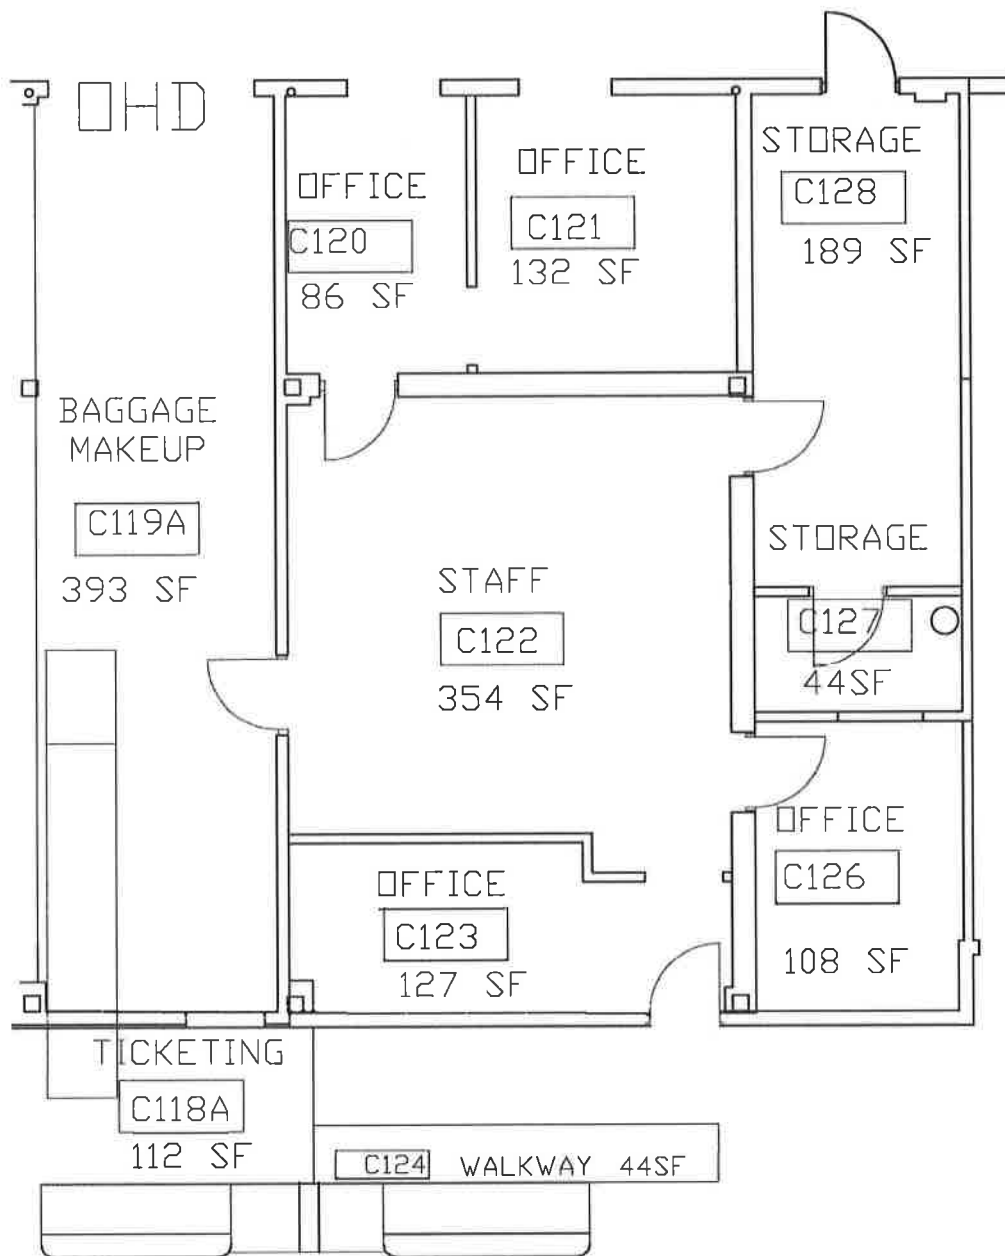 OHD
OFFICE
C120
86 SF
OFFICE
C121
132 SF
STORAGE
C128
189 SF
BAGGAGE
MAKEUP
C119A
393 SF
STAFF
C122
354 SF
STORAGE
C127
44SF
OFFICE
C126
108 SF
OFFICE
C123
127 SF
TICKETING
C118A
112 SF
C124 WALKWAY 44SF